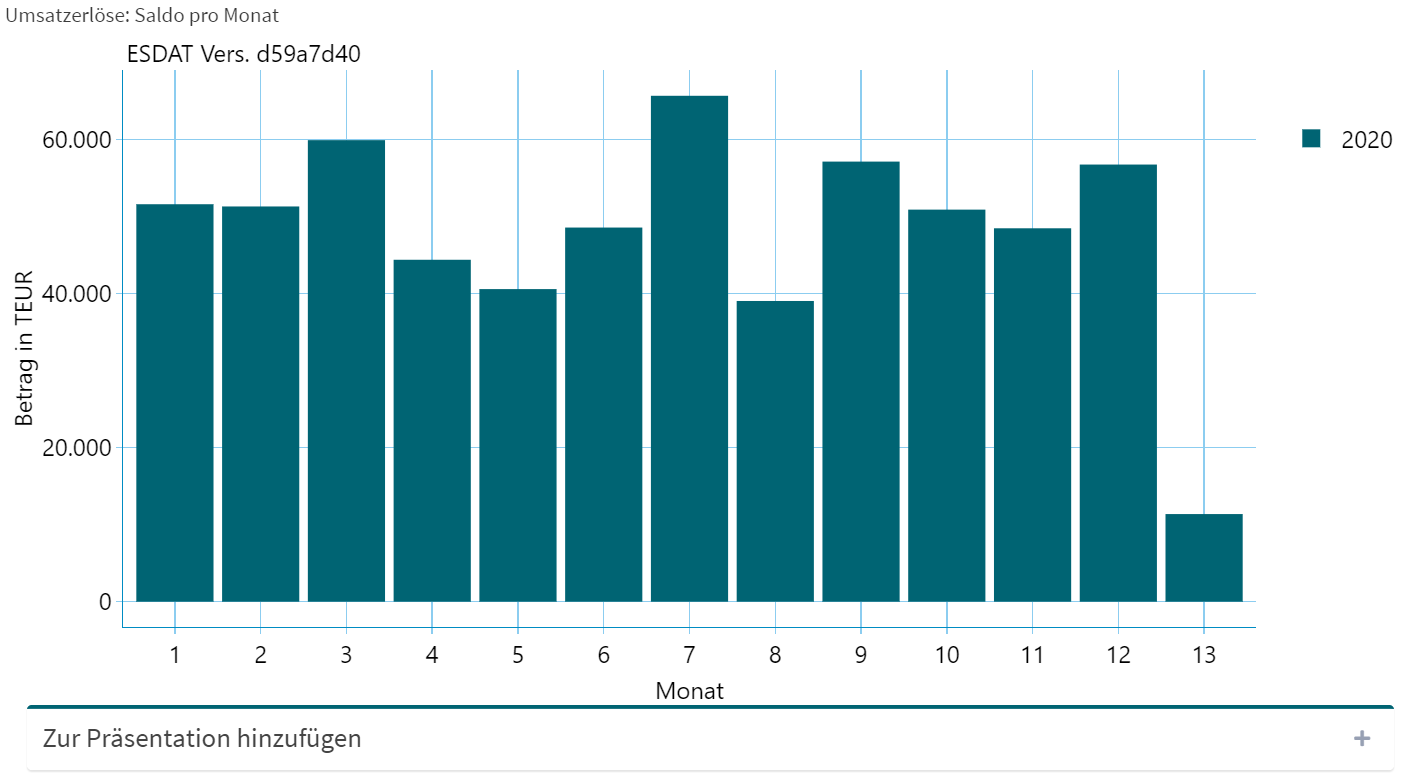 Umsatzerlöse: Saldo pro Monat
ESDAT Vers. d59a7d40
60.000
40.000
20.000
0
Betrag in TEUR
2020
1 2 3 4 5 6 7 8 9 10 11 12 13
Monat
Zur Präsentation hinzufügen +